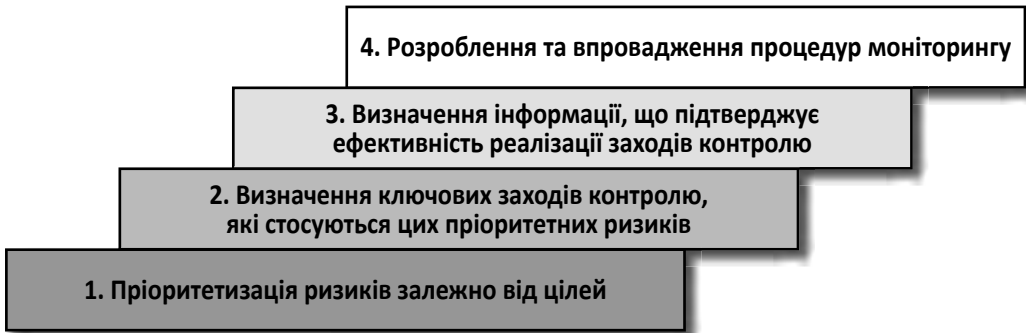 4. Розроблення та впровадження процедур моніторингу
3. Визначення інформації, що підтверджує
ефективність реалізації заходів контролю
2. Визначення ключових заходів контролю,
які стосуються цих пріоритетних ризиків
1. Пріоритетизація ризиків залежно від цілей